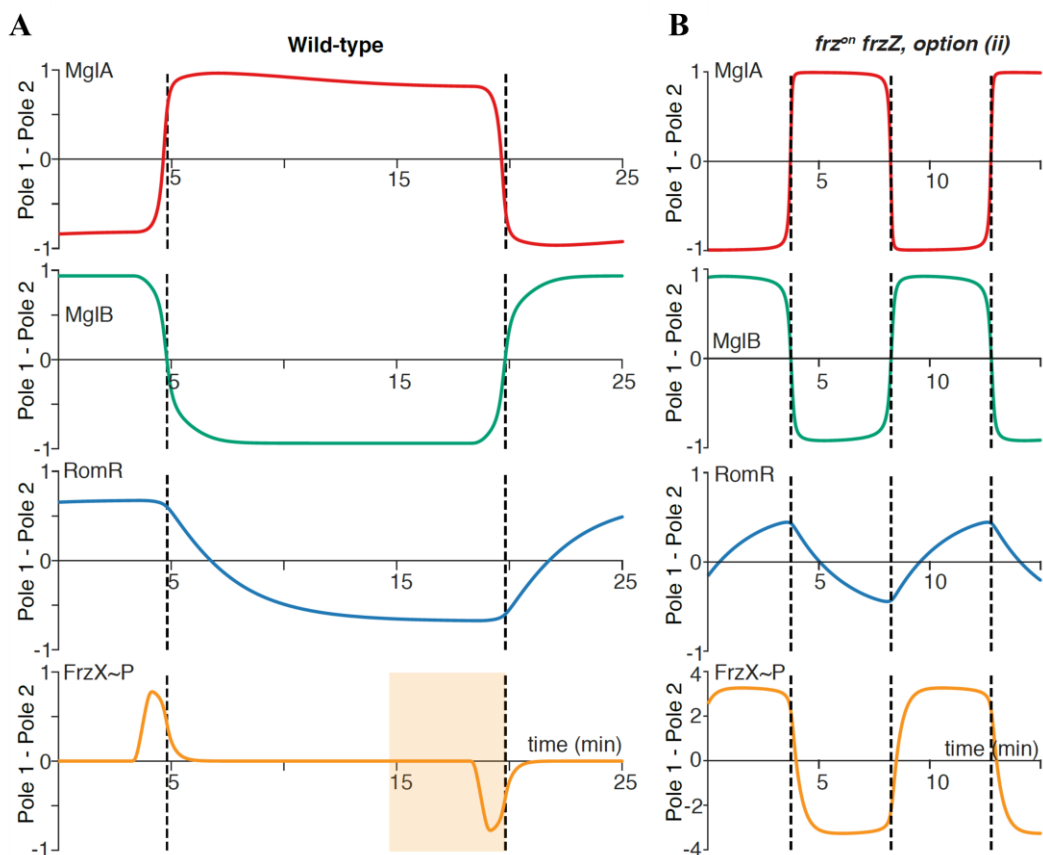 A
Wild-type
MglA
Pole 1 - Pole 2
1
0
-1
5
15
25
MglB
Pole 1 - Pole 2
1
0
-1
5
15
25
RomR
Pole 1 - Pole 2
1
0
-1
5
15
25
FrzX~P
Pole 1 - Pole 2
1
0
-1
time (min)
5
15
25
B
frzᵒⁿ frzZ, option (ii)
MglA
Pole 1 - Pole 2
1
0
-1
5
10
MglB
Pole 1 - Pole 2
1
0
-1
5
10
RomR
Pole 1 - Pole 2
1
0
-1
5
10
FrzX~P
Pole 1 - Pole 2
4
2
0
-2
-4
time (min)
5
10